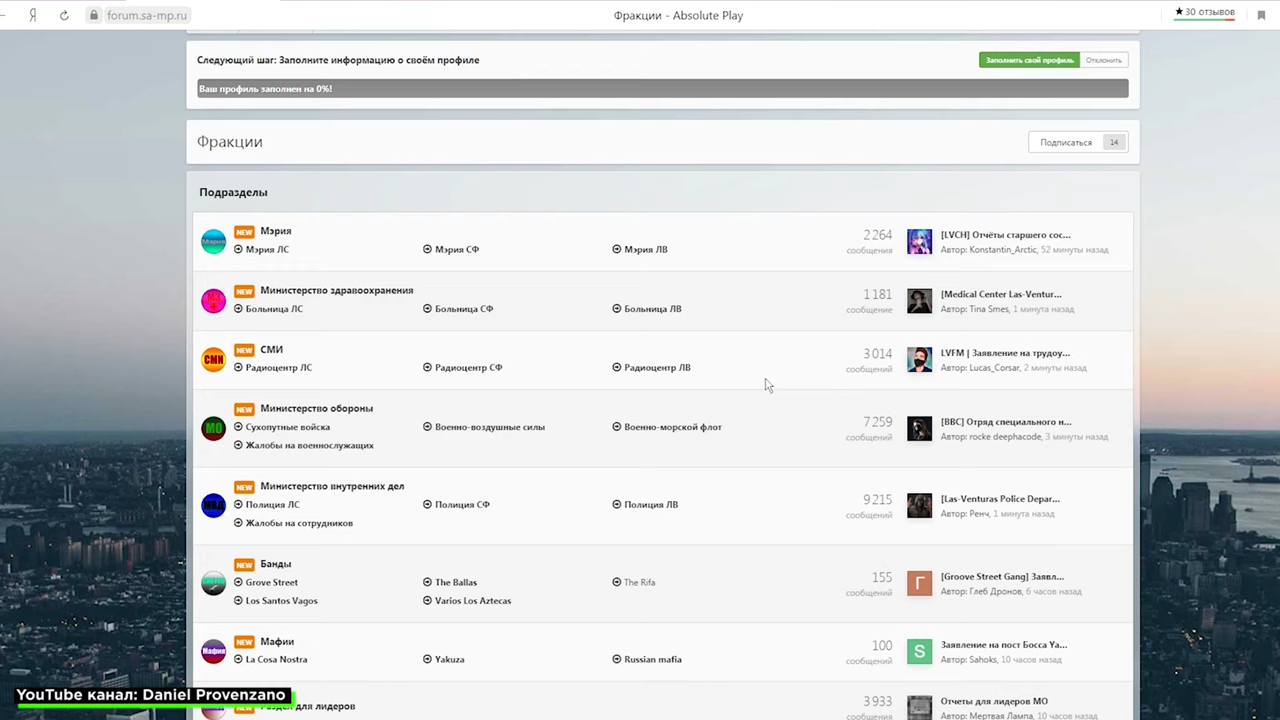 forum.sa-mp.ru
Фракции - Absolute Play
★30 отзывов
Следующий шаг: Заполните информацию о своём профиле
Заполнить свой профиль
Отклонить
Ваш профиль заполнен на 0%!
Фракции
Подписаться 14
Подразделы
Мэрия
NEW Мэрия
Мэрия ЛС
Мэрия СФ
Мэрия ЛВ
2 264
сообщения
[LVCH] Отчёты старшего сос...
Автор: Konstantin_Arctic, 52 минуты назад
NEW Министерство здравоохранения
Больница ЛС
Больница СФ
Больница ЛВ
1 181
сообщение
[Medical Center Las-Ventur...
Автор: Tina Smes, 1 минута назад
СМИ
NEW СМИ
Радиоцентр ЛС
Радиоцентр СФ
Радиоцентр ЛВ
3 014
сообщений
LVFM | Заявление на трудоу...
Автор: Lucas_Corsar, 2 минуты назад
МО
NEW Министерство обороны
Сухопутные войска
Военно-воздушные силы
Военно-морской флот
Жалобы на военнослужащих
7 259
сообщений
[ВВС] Отряд специального н...
Автор: rocke deephacode, 3 минуты назад
МВД
NEW Министерство внутренних дел
Полиция ЛС
Полиция СФ
Полиция ЛВ
Жалобы на сотрудников
9 215
сообщений
[Las-Venturas Police Depar...
Автор: Ренч, 1 минута назад
NEW Банды
Grove Street
The Ballas
The Rifa
Los Santos Vagos
Varios Los Aztecas
155
сообщений
Г
[Groove Street Gang] Заявл...
Автор: Глеб Дронов, 6 часов назад
Мафии
NEW Мафии
La Cosa Nostra
Yakuza
Russian mafia
100
сообщений
S
Заявление на пост Босса Ya...
Автор: Sahoks, 10 часов назад
Раздел для лидеров
3 933
сообщения
Отчеты для лидеров МО
Автор: Мертвая Лампа, 10 часов назад
YouTube канал: Daniel Provenzano